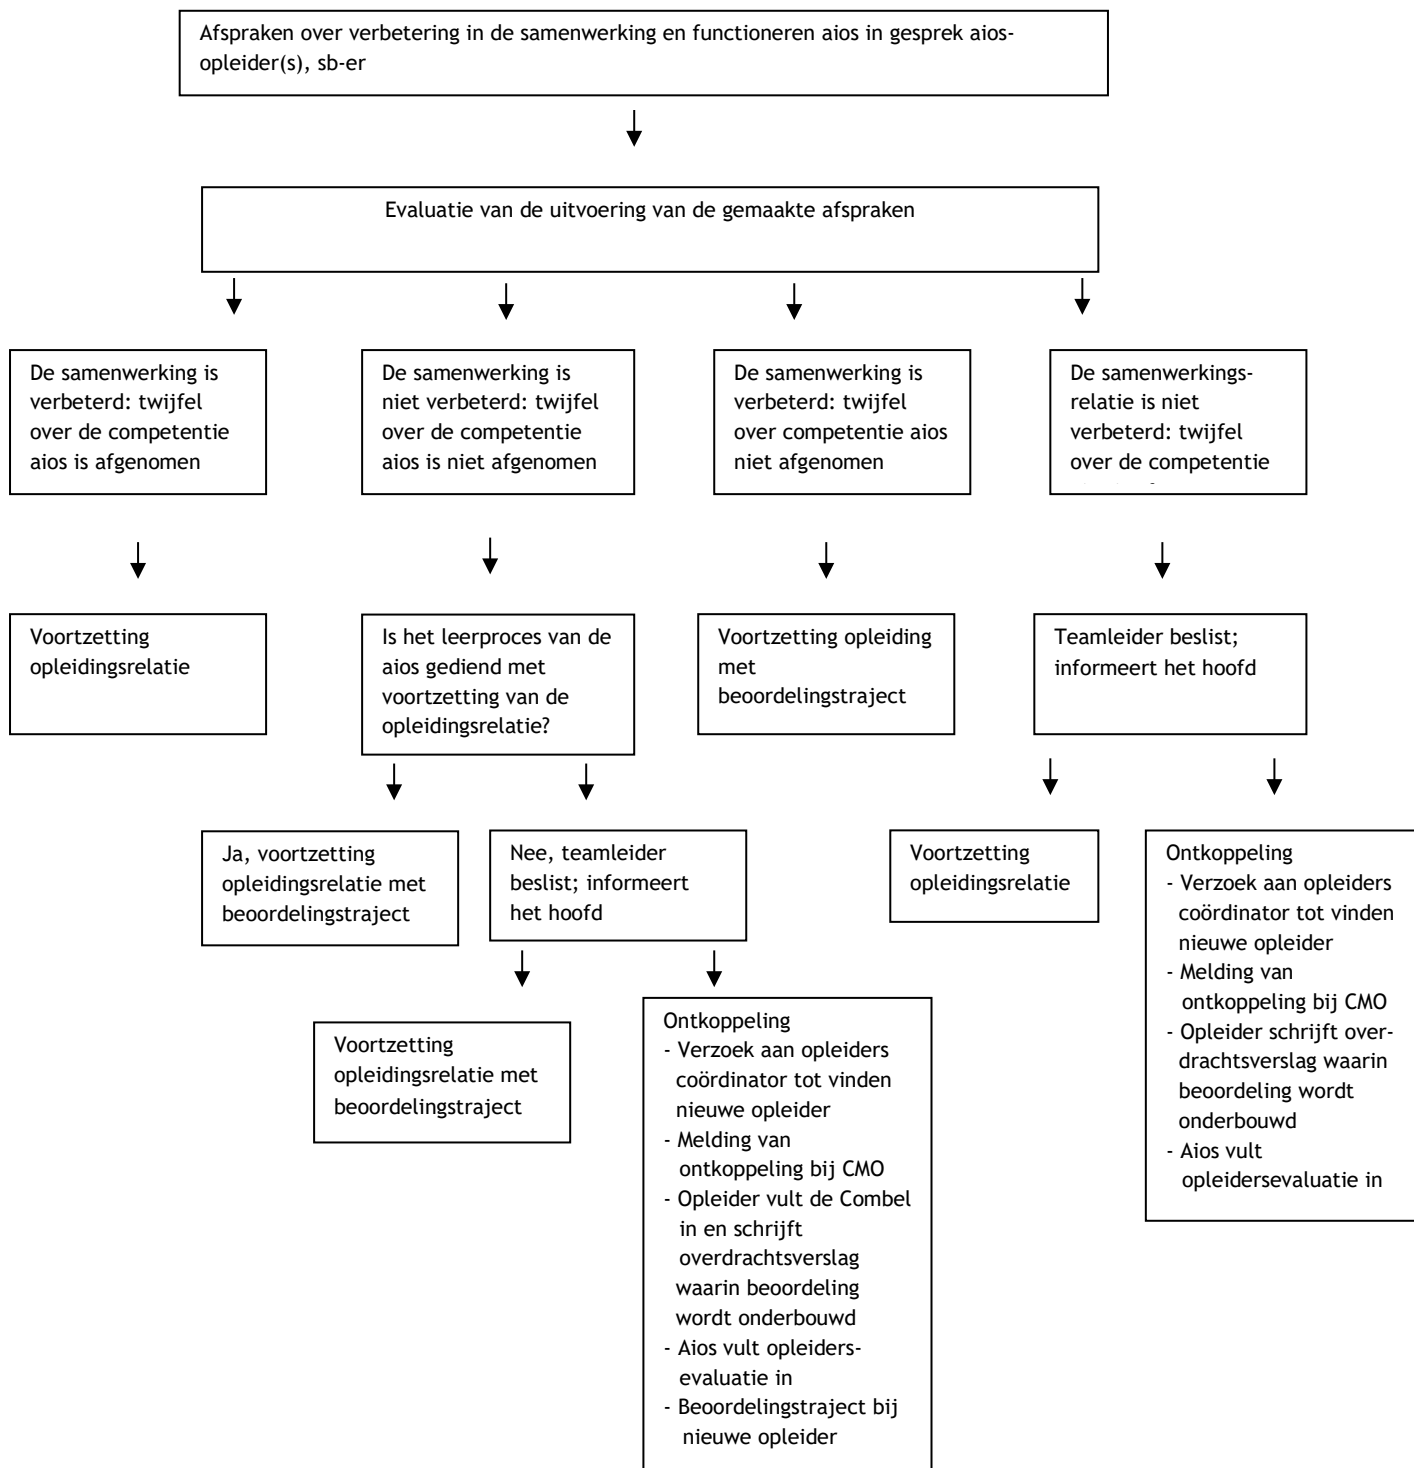 Afspraken over verbetering in de samenwerking en functioneren aios in gesprek aios-
opleider(s), sb-er
Evaluatie van de uitvoering van de gemaakte afspraken
De samenwerking is
verbeterd: twijfel
over de competentie
aios is afgenomen
De samenwerking is
niet verbeterd: twijfel
over de competentie
aios is niet afgenomen
De samenwerking is
verbeterd: twijfel
over competentie aios
niet afgenomen
De samenwerkings-
relatie is niet
verbeterd: twijfel
over de competentie
Voortzetting
opleidingsrelatie
Is het leerproces van de
aios gediend met
voortzetting van de
opleidingsrelatie?
Voortzetting opleiding
met
beoordelingstraject
Teamleider beslist;
informeert het hoofd
Ja, voortzetting
opleidingsrelatie met
beoordelingstraject
Nee, teamleider
beslist; informeert
het hoofd
Voortzetting
opleidingsrelatie
Ontkoppeling
- Verzoek aan opleiders
coördinator tot vinden
nieuwe opleider
- Melding van
ontkoppeling bij CMO
- Opleider schrijft over-
drachtsverslag waarin
beoordeling wordt
onderbouwd
- Aios vult
opleidersevaluatie in
Voortzetting
opleidingsrelatie met
beoordelingstraject
Ontkoppeling
- Verzoek aan opleiders
coördinator tot vinden
nieuwe opleider
- Melding van
ontkoppeling bij CMO
- Opleider vult de Combel
in en schrijft
overdrachtsverslag
waarin beoordeling
wordt onderbouwd
- Aios vult opleiders-
evaluatie in
- Beoordelingstraject bij
nieuwe opleider